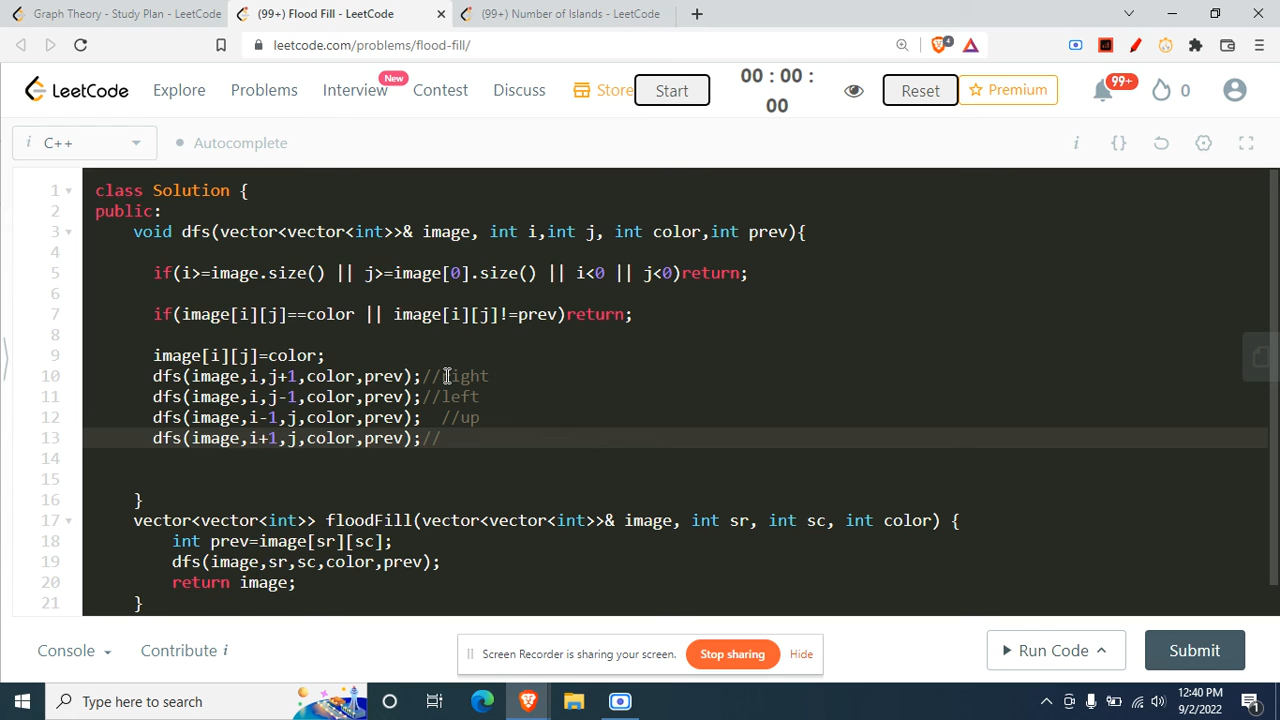 Graph Theory - Study Plan - LeetCode
(99+) Flood Fill - LeetCode
(99+) Number of Islands - LeetCode
leetcode.com/problems/flood-fill/
4
LeetCode
Explore
Problems
Interview
New
Contest
Discuss
Store
Start
00 : 00 :
00
Reset
Premium
99+
0
i C++
Autocomplete
i {}
1 class Solution {
2 public:
3 void dfs(vector<vector<int>>& image, int i,int j, int color,int prev){
4
5 if(i>=image.size() || j>=image[0].size() || i<0 || j<0)return;
6
7 if(image[i][j]==color || image[i][j]!=prev)return;
8
9 image[i][j]=color;
10 dfs(image,i,j+1,color,prev);//right
11 dfs(image,i,j-1,color,prev);//left
12 dfs(image,i-1,j,color,prev); //up
13 dfs(image,i+1,j,color,prev);//
14
15
16 }
17 vector<vector<int>> floodFill(vector<vector<int>>& image, int sr, int sc, int color) {
18 int prev=image[sr][sc];
19 dfs(image,sr,sc,color,prev);
20 return image;
21 }
Console
Contribute i
Screen Recorder is sharing your screen.
Stop sharing
Hide
Run Code
Submit
Type here to search
12:40 PM
9/2/2022
1